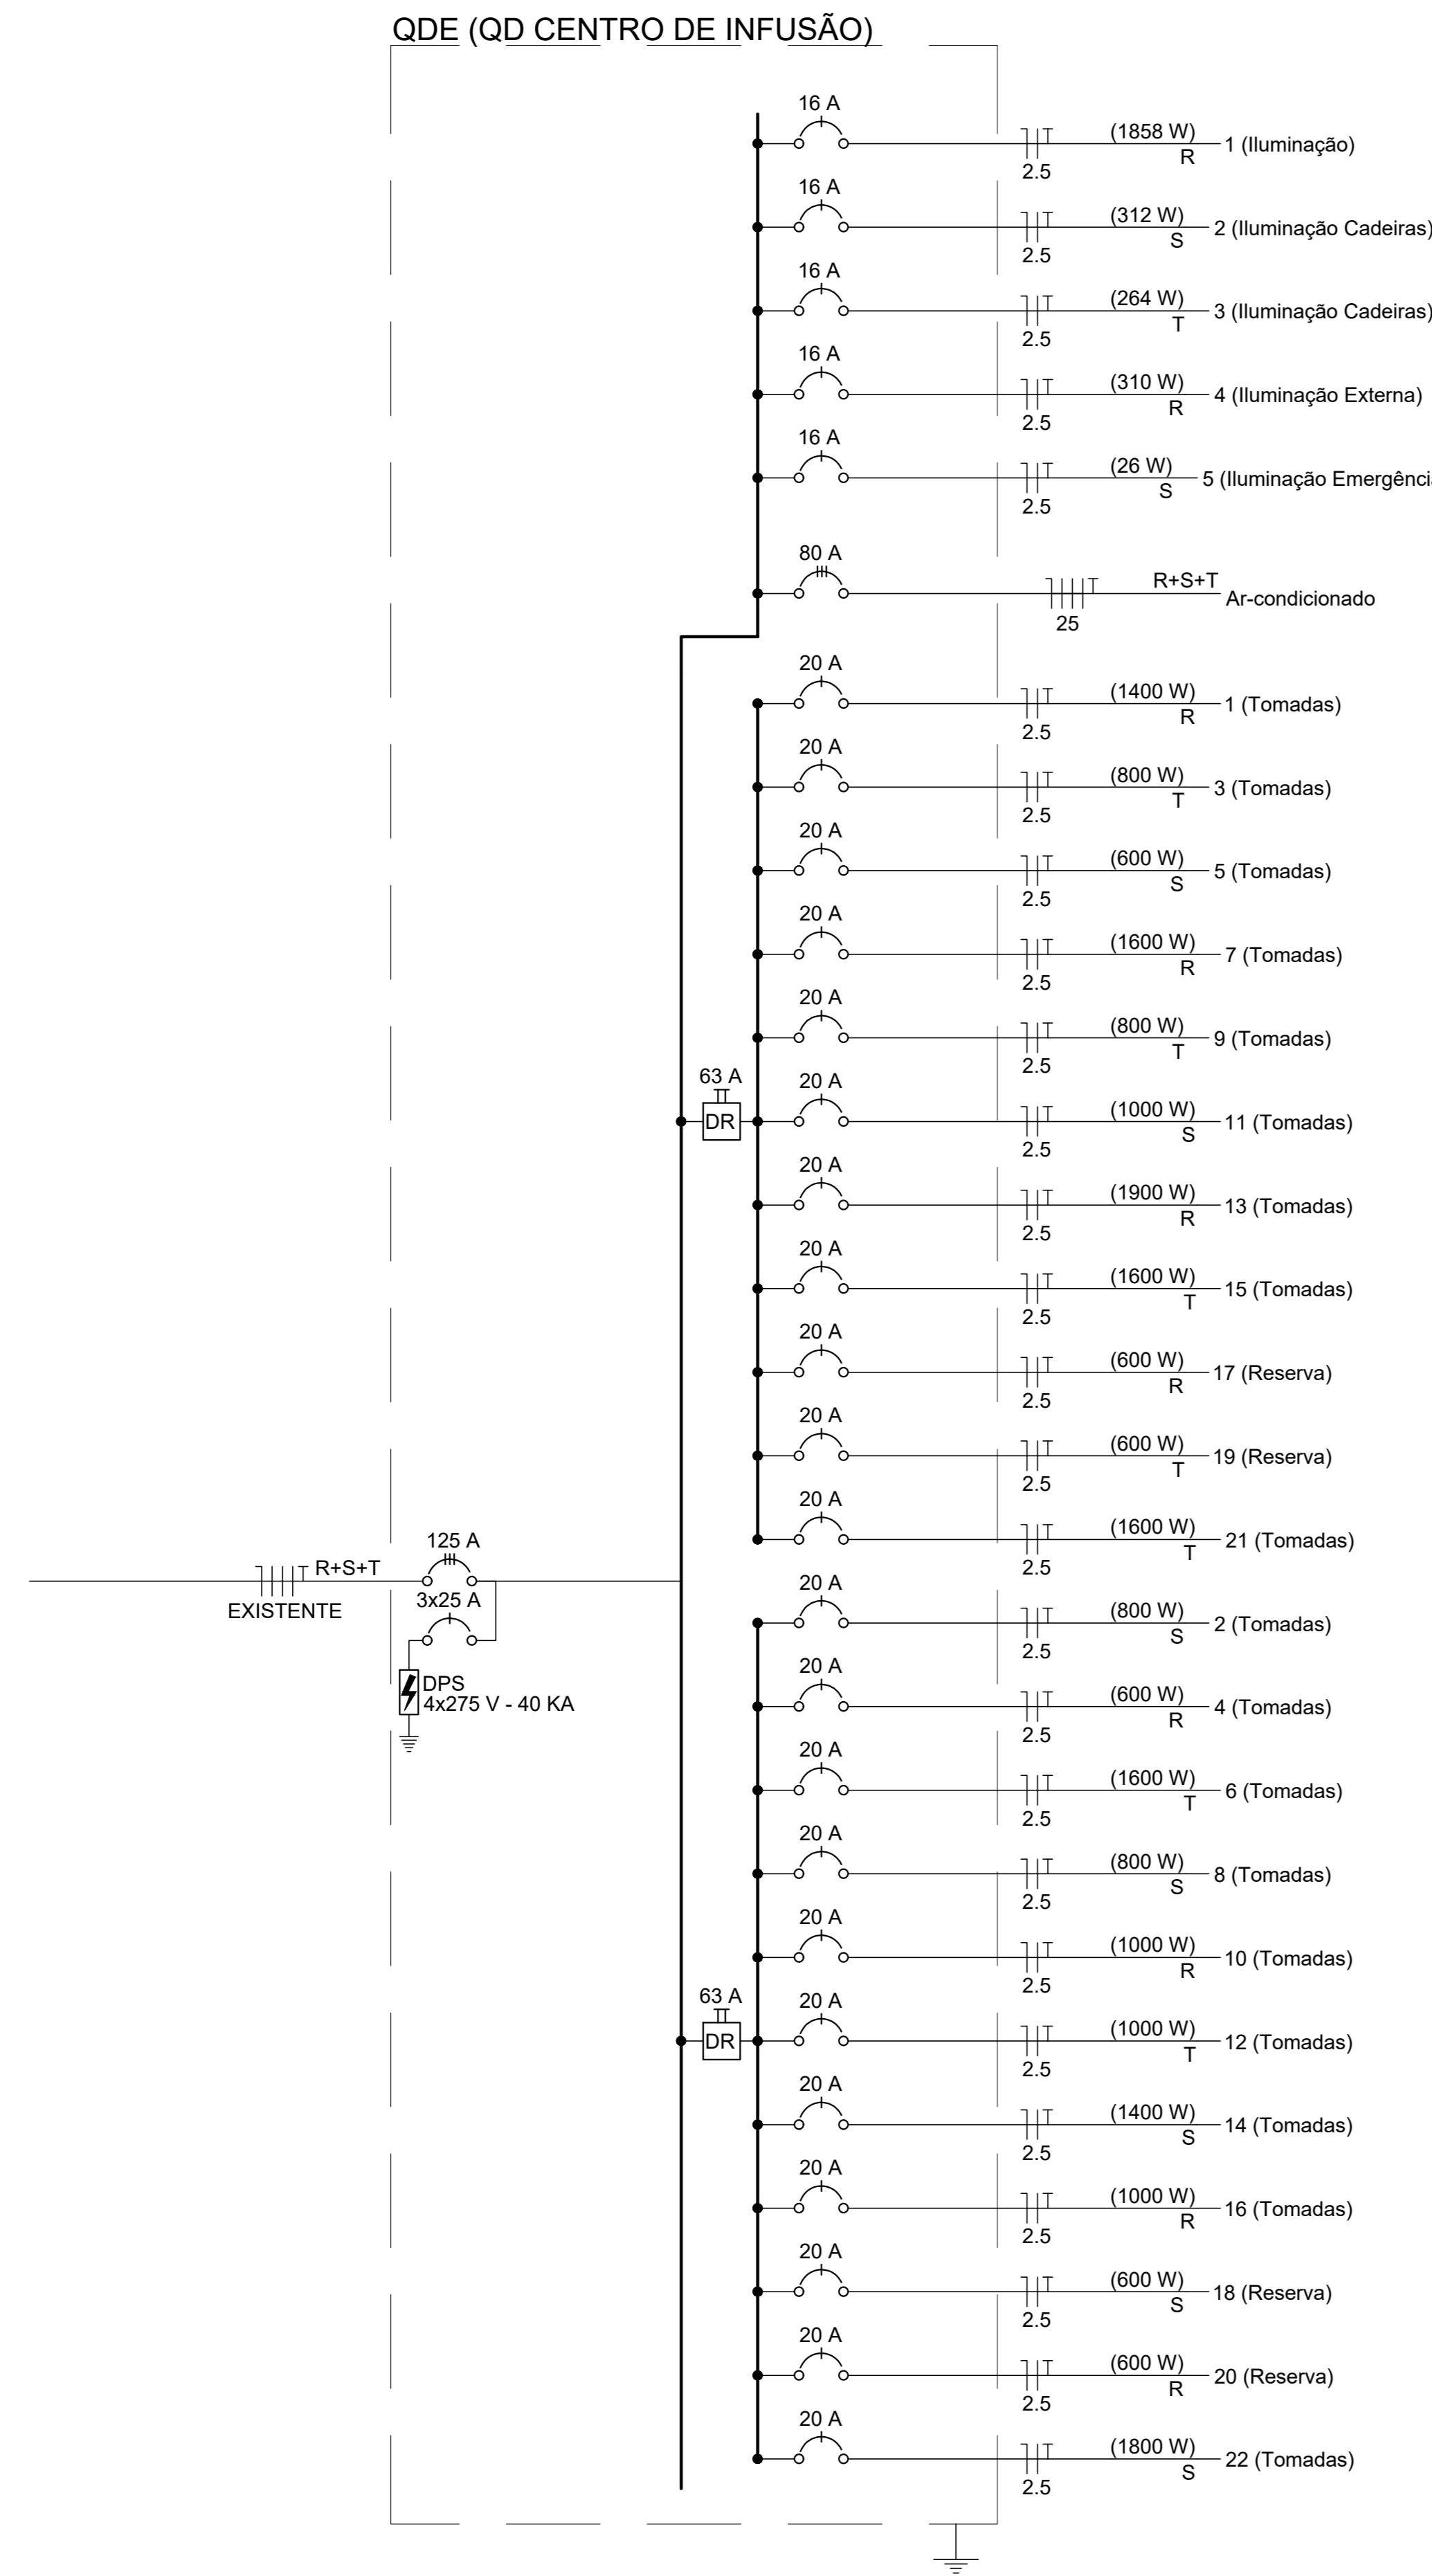 QDE (QD CENTRO DE INFUSÃO)
16 A
(1858 W)
1 (Iluminação)
R
2.5
16 A
(312 W)
2 (Iluminação Cadeiras)
S
2.5
16 A
(264 W)
3 (Iluminação Cadeiras)
T
2.5
16 A
(310 W)
4 (Iluminação Externa)
R
2.5
16 A
(26 W)
5 (Iluminação Emergênci
S
2.5
80 A
R+S+T
Ar-condicionado
25
20 A
(1400 W)
1 (Tomadas)
R
2.5
20 A
(800 W)
3 (Tomadas)
T
2.5
20 A
(600 W)
5 (Tomadas)
S
2.5
20 A
(1600 W)
7 (Tomadas)
R
2.5
20 A
(800 W)
9 (Tomadas)
T
2.5
63 A
DR
20 A
(1000 W)
11 (Tomadas)
S
2.5
20 A
(1900 W)
13 (Tomadas)
R
2.5
20 A
(1600 W)
15 (Tomadas)
T
2.5
20 A
(600 W)
17 (Reserva)
R
2.5
20 A
(600 W)
19 (Reserva)
T
2.5
20 A
(1600 W)
21 (Tomadas)
T
2.5
125 A
R+S+T
EXISTENTE
3x25 A
DPS
4x275 V - 40 KA
20 A
(800 W)
2 (Tomadas)
S
2.5
20 A
(600 W)
4 (Tomadas)
R
2.5
20 A
(1600 W)
6 (Tomadas)
T
2.5
20 A
(800 W)
8 (Tomadas)
S
2.5
20 A
(1000 W)
10 (Tomadas)
R
2.5
63 A
DR
20 A
(1000 W)
12 (Tomadas)
T
2.5
20 A
(1400 W)
14 (Tomadas)
S
2.5
20 A
(1000 W)
16 (Tomadas)
R
2.5
20 A
(600 W)
18 (Reserva)
S
2.5
20 A
(600 W)
20 (Reserva)
R
2.5
20 A
(1800 W)
22 (Tomadas)
S
2.5